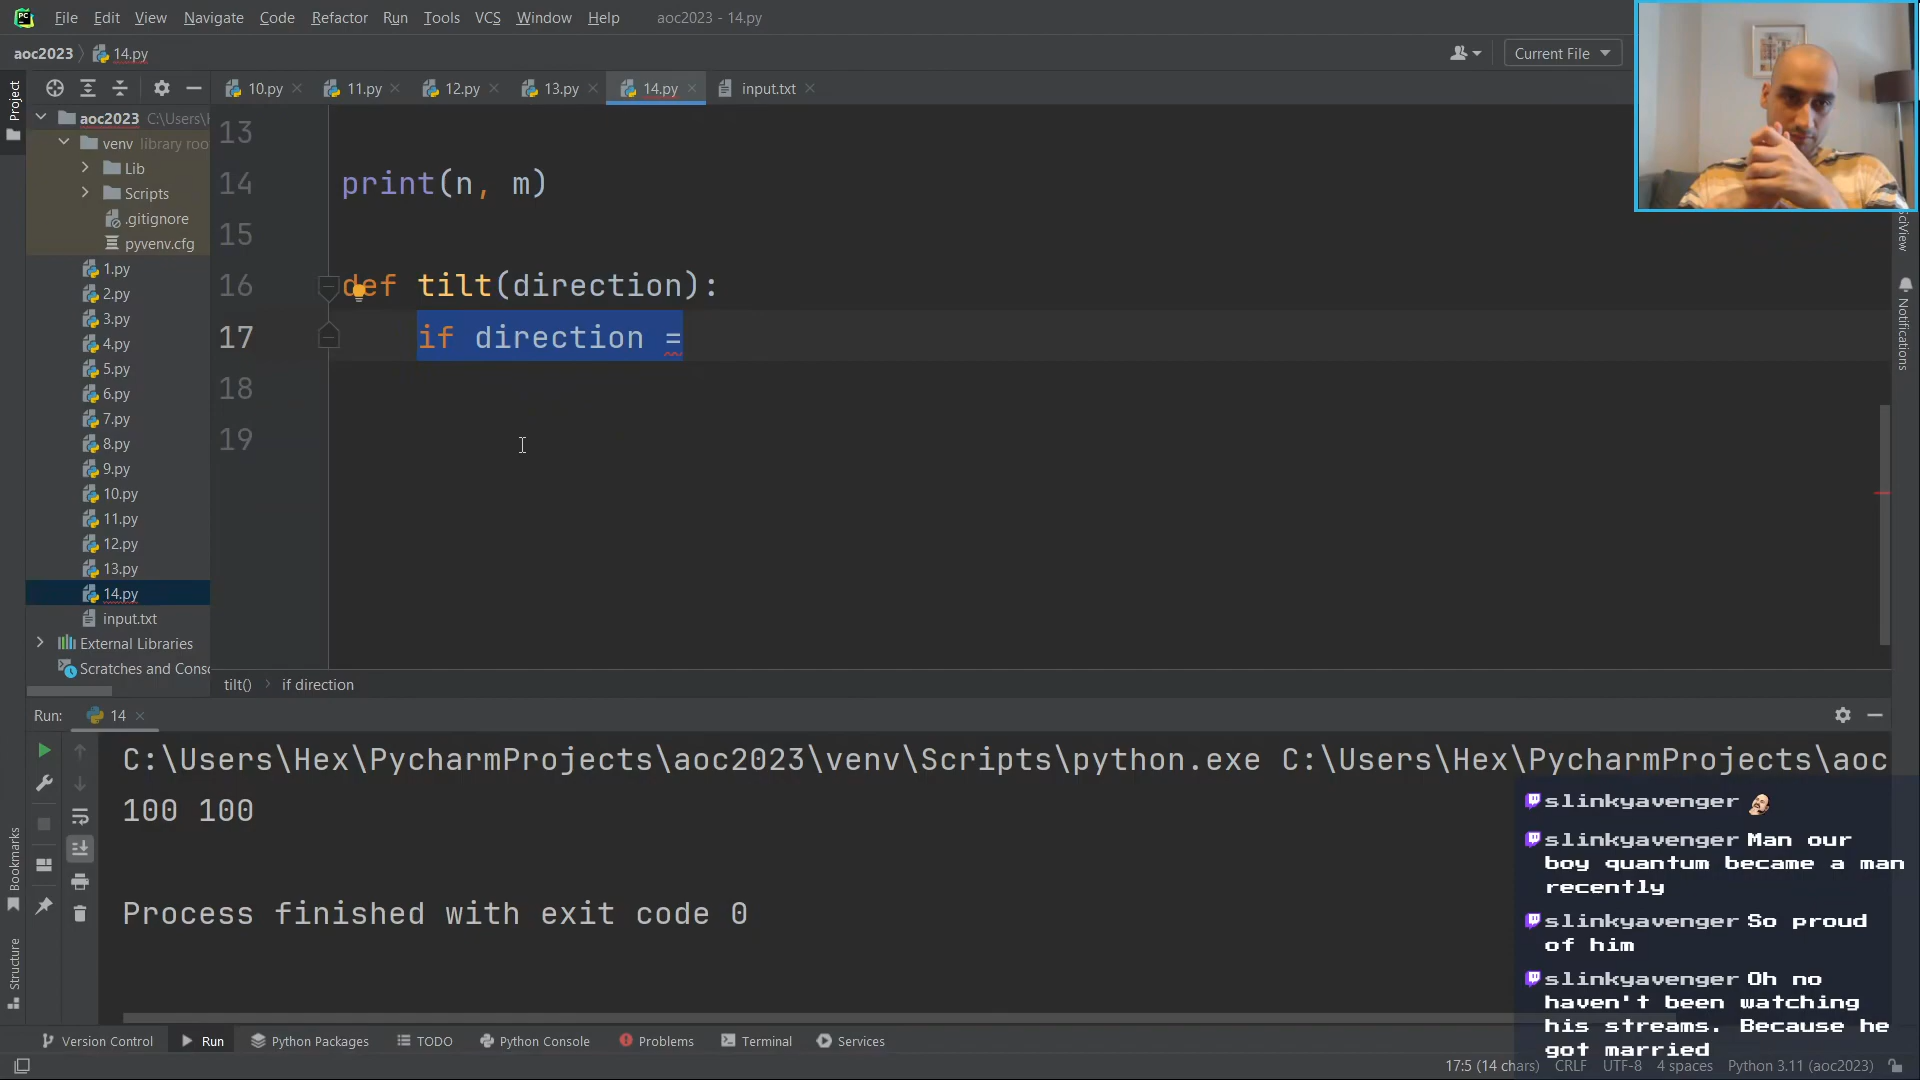 PC File Edit View Navigate Code Refactor Run Tools VCS Window Help aoc2023 - 14.py
aoc2023 14.py Current File
Project 10.py 11.py 12.py 13.py 14.py input.txt
aoc2023 C:\Users\
venv library roo
Lib
Scripts
.gitignore
pyvenv.cfg
1.py
2.py
3.py
4.py
5.py
6.py
7.py
8.py
9.py
10.py
11.py
12.py
13.py
14.py
input.txt
External Libraries
Scratches and Conso
13
14 print(n, m)
15
16 def tilt(direction):
17 if direction =
18
19
SciView
Notifications
tilt() if direction
Run: 14
C:\Users\Hex\PycharmProjects\aoc2023\venv\Scripts\python.exe C:\Users\Hex\PycharmProjects\aoc
100 100
Process finished with exit code 0
Bookmarks
Structure
slinkyavenger
slinkyavenger Man our
boy quantum became a man
recently
slinkyavenger So proud
of him
slinkyavenger Oh no
haven't been watching
his streams. Because he
got married
Version Control Run Python Packages TODO Python Console Problems Terminal Services
17:5 (14 chars) CRLF UTF-8 4 spaces Python 3.11 (aoc2023)